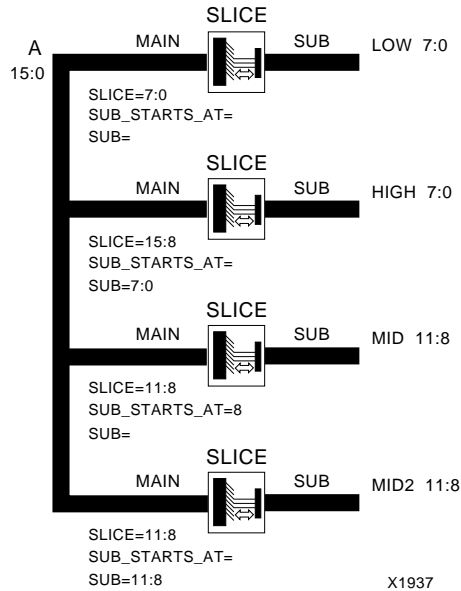 SLICE
A MAIN SUB LOW 7:0
15:0
SLICE=7:0
SUB_STARTS_AT=
SUB=
SLICE
MAIN SUB HIGH 7:0
SLICE=15:8
SUB_STARTS_AT=
SUB=7:0
SLICE
MAIN SUB MID 11:8
SLICE=11:8
SUB_STARTS_AT=8
SUB=
SLICE
MAIN SUB MID2 11:8
SLICE=11:8
SUB_STARTS_AT=
SUB=11:8
X1937